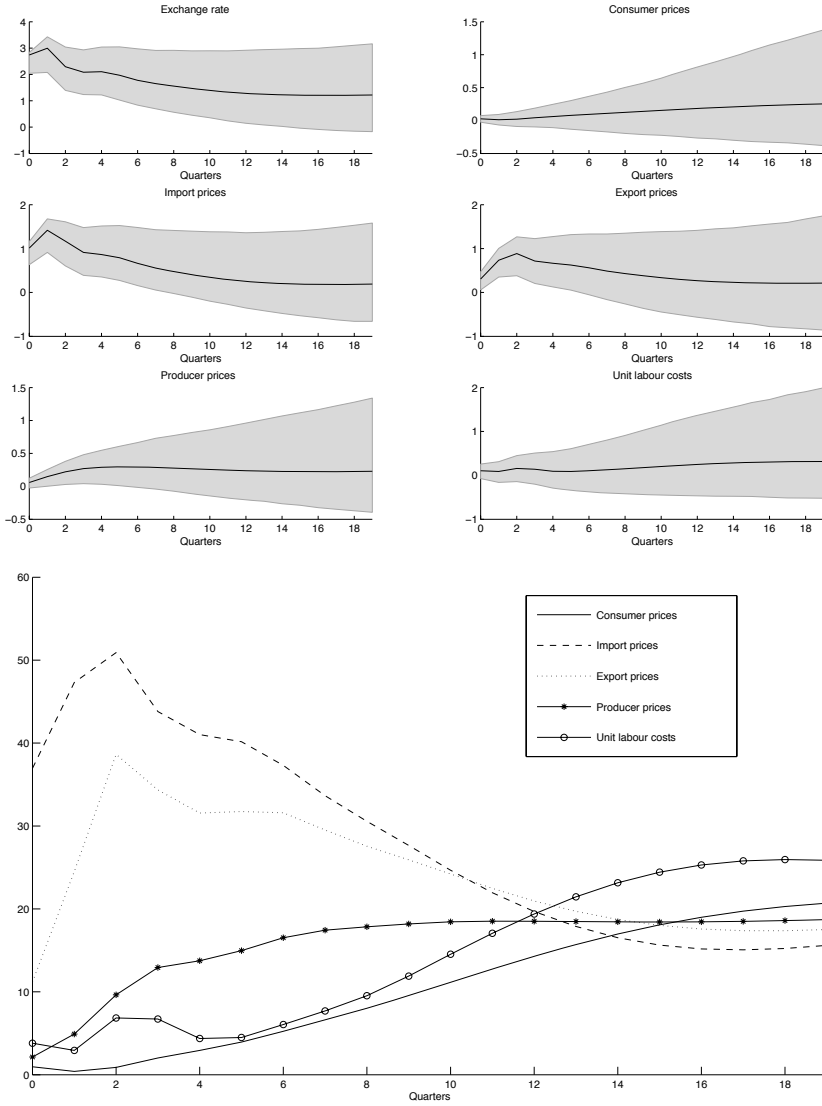 Exchange rate
4
3
2
1
0
−1
0 2 4 6 8 10 12 14 16 18
Quarters
Consumer prices
1.5
1
0.5
0
−0.5
0 2 4 6 8 10 12 14 16 18
Quarters
Import prices
2
1
0
−1
0 2 4 6 8 10 12 14 16 18
Quarters
Export prices
2
1
0
−1
0 2 4 6 8 10 12 14 16 18
Quarters
Producer prices
1.5
1
0.5
0
−0.5
0 2 4 6 8 10 12 14 16 18
Quarters
Unit labour costs
2
1
0
−1
0 2 4 6 8 10 12 14 16 18
Quarters
60
50
40
30
20
10
0
0 2 4 6 8 10 12 14 16 18
Quarters
Consumer prices
Import prices
Export prices
Producer prices
Unit labour costs